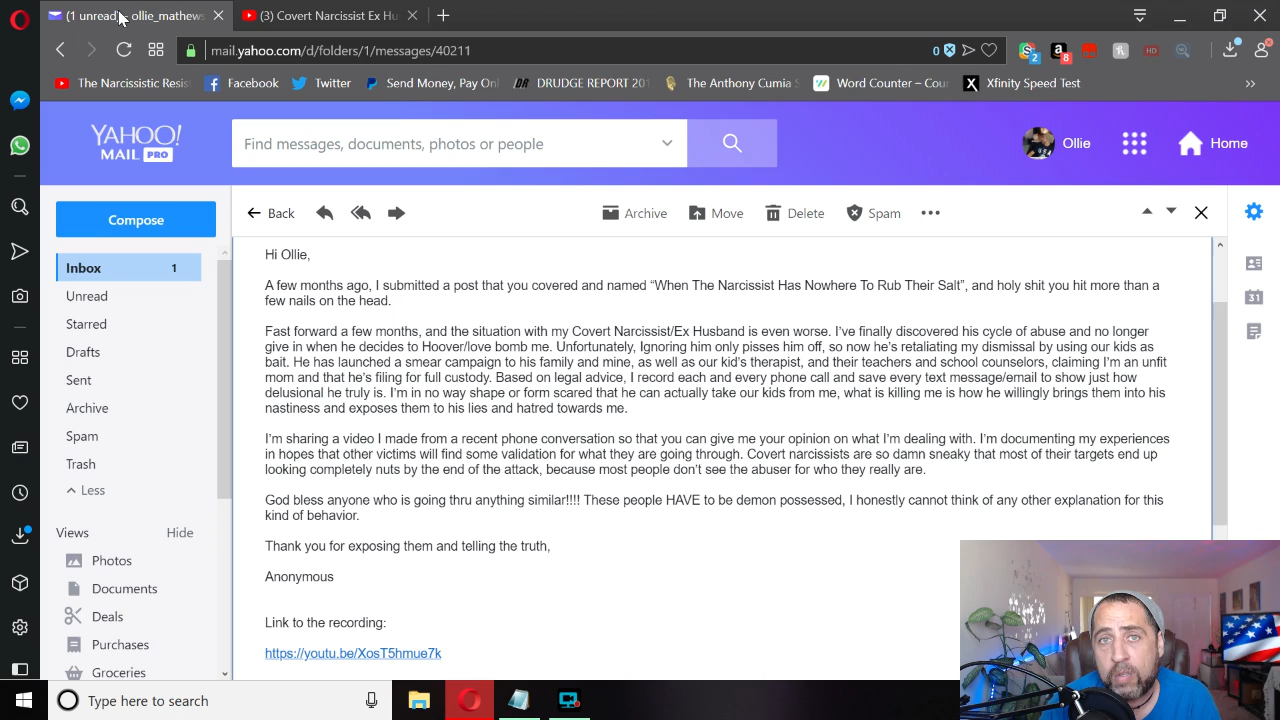 (1 unread) ollie_mathews
(3) Covert Narcissist Ex Hu
mail.yahoo.com/d/folders/1/messages/40211
0
2
8
HD
The Narcissistic Resis
Facebook
Twitter
Send Money, Pay Onl
DR DRUDGE REPORT 201
The Anthony Cumia S
Word Counter – Cour
Xfinity Speed Test
YAHOO!
MAIL PRO
Find messages, documents, photos or people
Ollie
Home
Compose
Back
Archive
Move
Delete
Spam
Inbox 1
Unread
Starred
Drafts
Sent
Archive
Spam
Trash
Less
Views Hide
Photos
Documents
Deals
Purchases
Groceries
31
Hi Ollie,
A few months ago, I submitted a post that you covered and named “When The Narcissist Has Nowhere To Rub Their Salt”, and holy shit you hit more than a
few nails on the head.
Fast forward a few months, and the situation with my Covert Narcissist/Ex Husband is even worse. I’ve finally discovered his cycle of abuse and no longer
give in when he decides to Hoover/love bomb me. Unfortunately, Ignoring him only pisses him off, so now he’s retaliating my dismissal by using our kids as
bait. He has launched a smear campaign to his family and mine, as well as our kid’s therapist, and their teachers and school counselors, claiming I’m an unfit
mom and that he’s filing for full custody. Based on legal advice, I record each and every phone call and save every text message/email to show just how
delusional he truly is. I’m in no way shape or form scared that he can actually take our kids from me, what is killing me is how he willingly brings them into his
nastiness and exposes them to his lies and hatred towards me.
I’m sharing a video I made from a recent phone conversation so that you can give me your opinion on what I’m dealing with. I’m documenting my experiences
in hopes that other victims will find some validation for what they are going through. Covert narcissists are so damn sneaky that most of their targets end up
looking completely nuts by the end of the attack, because most people don’t see the abuser for who they really are.
God bless anyone who is going thru anything similar!!!! These people HAVE to be demon possessed, I honestly cannot think of any other explanation for this
kind of behavior.
Thank you for exposing them and telling the truth,
Anonymous
Link to the recording:
https://youtu.be/XosT5hmue7k
Type here to search